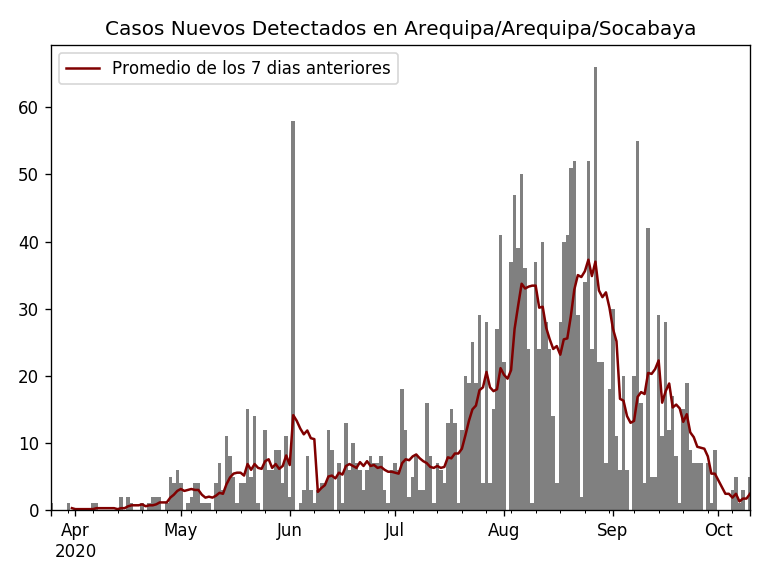 Casos Nuevos Detectados en Arequipa/Arequipa/Socabaya
Promedio de los 7 dias anteriores
60
50
40
30
20
10
0
Apr May Jun Jul Aug Sep Oct
2020